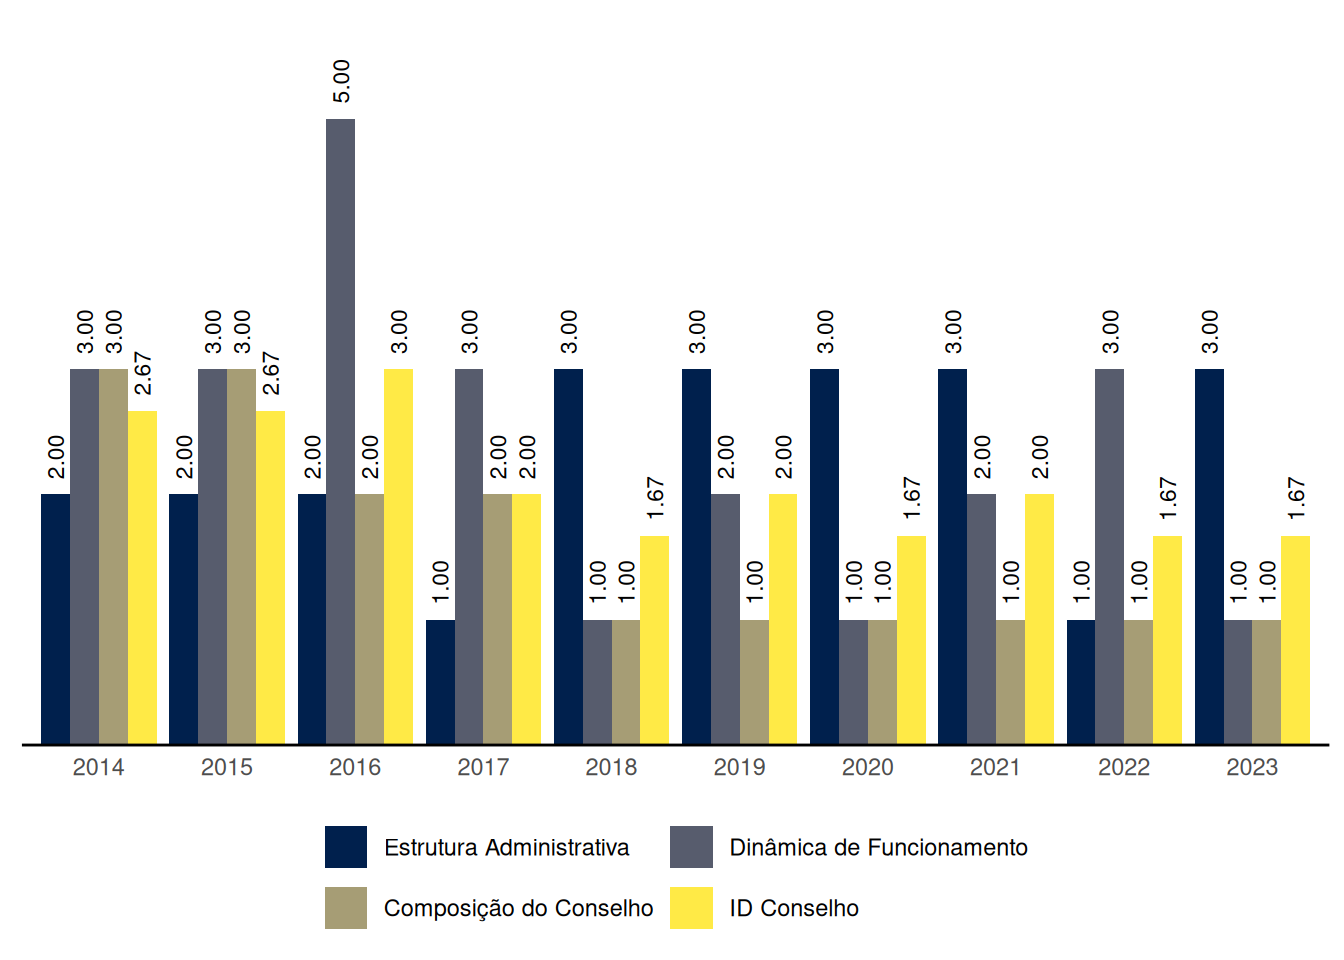 5.00
3.00 3.00 2.67 3.00 3.00 2.67 3.00 3.00 3.00 3.00 3.00 3.00 3.00 3.00
2.00 2.00 2.00 2.00 2.00 2.00 2.00 2.00 2.00 2.00
1.67 1.67 1.67 1.67
1.00 1.00 1.00 1.00 1.00 1.00 1.00 1.00 1.00 1.00 1.00
2014 2015 2016 2017 2018 2019 2020 2021 2022 2023
Estrutura Administrativa Dinâmica de Funcionamento
Composição do Conselho ID Conselho